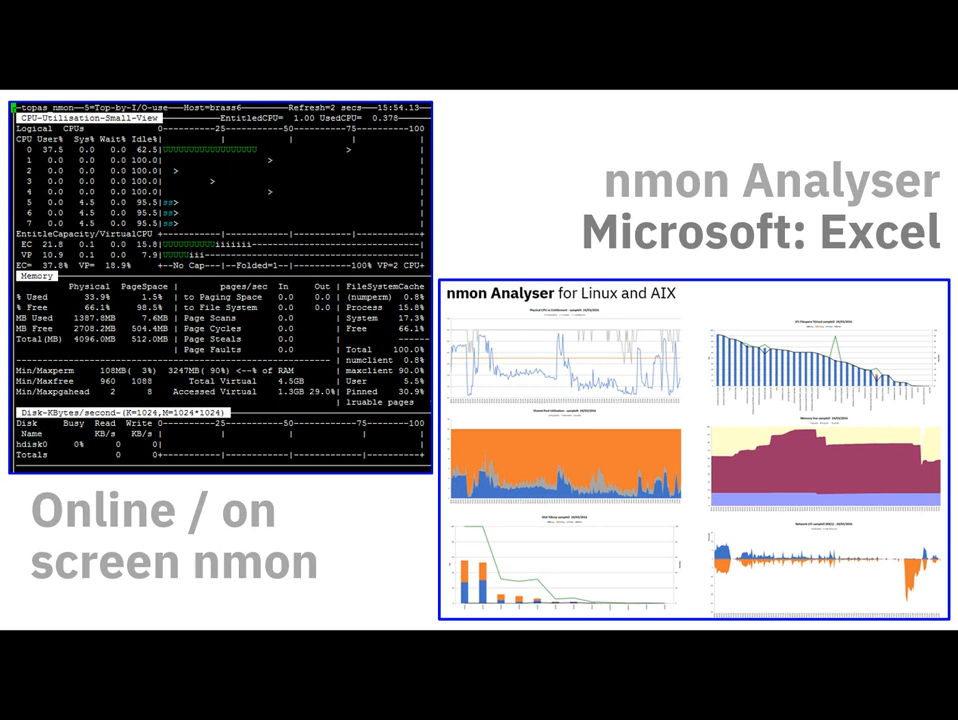 topas_nmon—5=Top-by-I/O-use—Host=brass6—Refresh=2 secs—15:54.13
CPU-Utilisation-Small-View EntitledCPU= 1.00 UsedCPU= 0.378
Logical CPUs 0----------25-----------50----------75----------100
CPU User% Sys% Wait% Idle%| | | | |
0 37.5 0.0 0.0 62.5|UUUUUUUUUUUUUUUUUU > |
1 0.0 0.0 0.0 100.0| > |
2 0.0 0.0 0.0 100.0| > |
3 0.0 0.0 0.0 100.0| > |
4 0.0 0.0 0.0 100.0| > |
5 0.0 4.5 0.0 95.5|ss> |
6 0.0 4.5 0.0 95.5|ss> |
7 0.0 4.5 0.0 95.5|ss> |
EntitleCapacity/VirtualCPU +-----------|------------|-----------|------------+
EC 21.8 0.1 0.0 15.8|UUUUUUUUUUiiiiiii
VP 10.9 0.1 0.0 7.9|UUUUUiii
EC= 37.8% VP= 18.9% +--No Cap---|--Folded=1--|-----------100% VP=2 CPU+
Memory
Physical PageSpace | pages/sec In Out | FileSystemCache
% Used 33.9% 1.5% | to Paging Space 0.0 0.0 | (numperm) 0.8%
% Free 66.1% 98.5% | to File System 0.0 0.0 | Process 15.8%
MB Used 1387.8MB 7.6MB | Page Scans 0.0 | System 17.3%
MB Free 2708.2MB 504.4MB | Page Cycles 0.0 | Free 66.1%
Total(MB) 4096.0MB 512.0MB | Page Steals 0.0 | ------
| Page Faults 0.0 | Total 100.0%
| numclient 0.8%
Min/Maxperm 108MB( 3%) 3247MB( 90%) <--% of RAM | maxclient 90.0%
Min/Maxfree 960 1088 Total Virtual 4.5GB | User 5.5%
Min/Maxpgahead 2 8 Accessed Virtual 1.3GB 29.0%| Pinned 30.9%
| lruable pages
Disk-KBytes/second-(K=1024,M=1024*1024)
Disk Busy Read Write 0----------25-----------50-----------75--------100
Name KB/s KB/s | | | | |
hdisk0 0% 0 0|
Totals 0 0+-----------|------------|-----------|----------+
nmon Analyser
Microsoft: Excel
nmon Analyser for Linux and AIX
Online / on
screen nmon